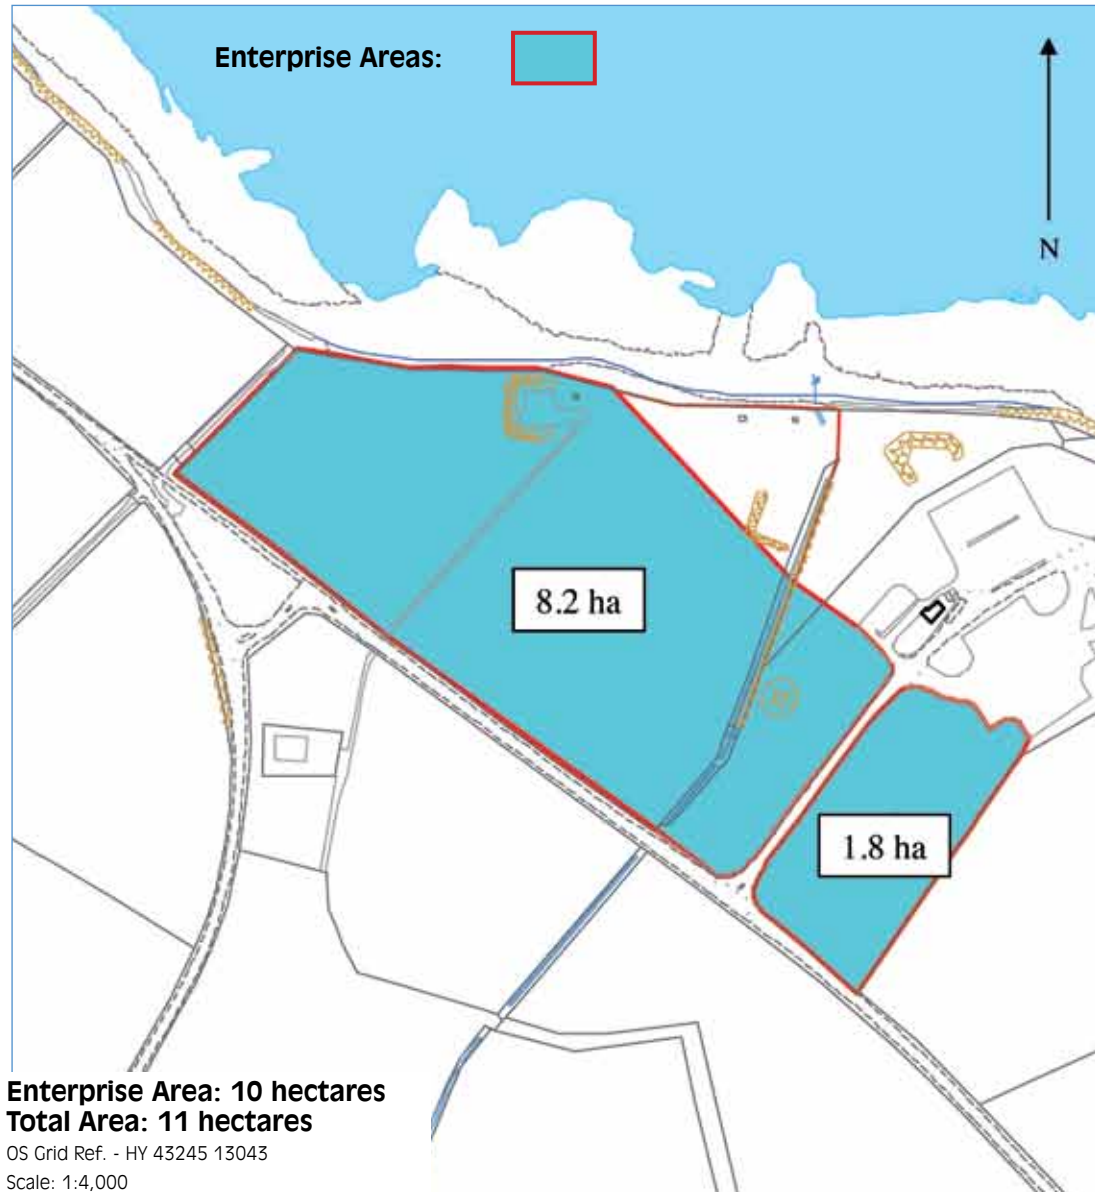 Enterprise Areas:
N
8.2 ha
1.8 ha
Enterprise Area: 10 hectares
Total Area: 11 hectares
OS Grid Ref. - HY 43245 13043
Scale: 1:4,000